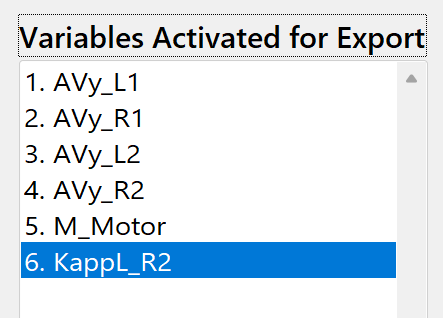 Variables Activated for Export
1. AVy_L1
2. AVy_R1
3. AVy_L2
4. AVy_R2
5. M_Motor
6. KappL_R2